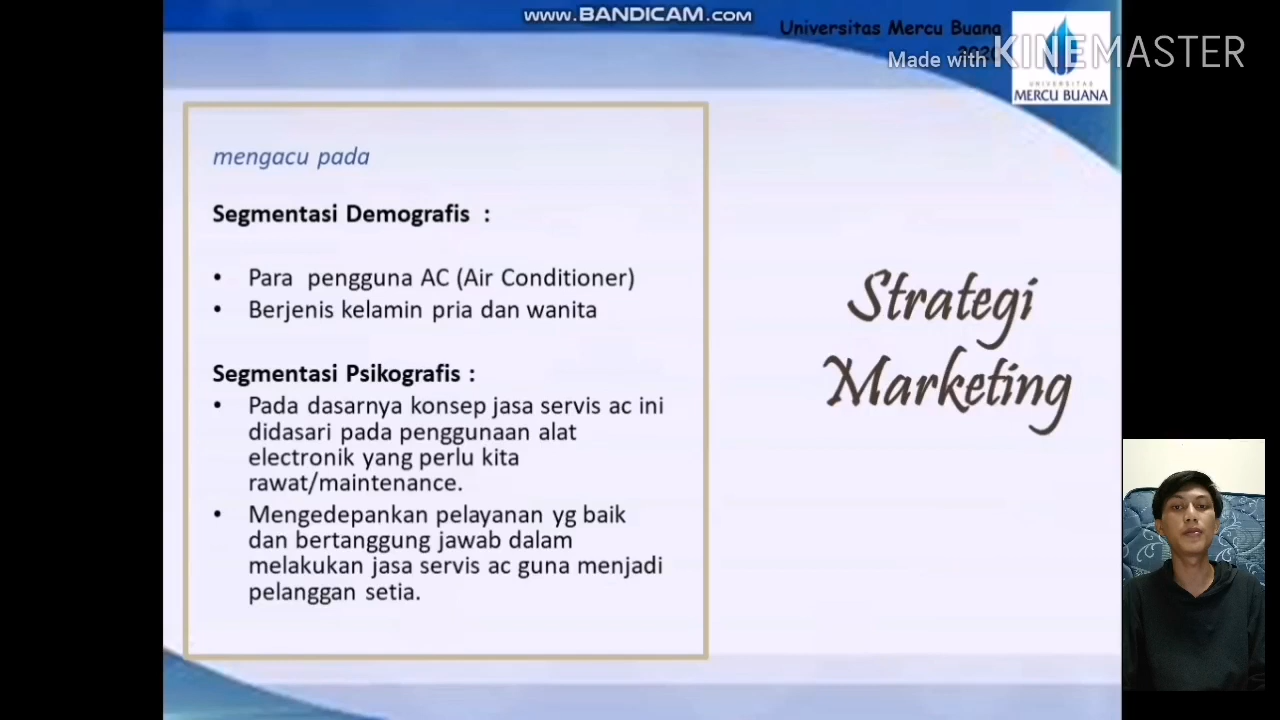 www.BANDICAM.com
Universitas Mercu Buana
Made with KINEMASTER
UNIVERSITAS
MERCU BUANA
mengacu pada
Segmentasi Demografis :
• Para pengguna AC (Air Conditioner)
• Berjenis kelamin pria dan wanita
Segmentasi Psikografis :
• Pada dasarnya konsep jasa servis ac ini
didasari pada penggunaan alat
electronik yang perlu kita
rawat/maintenance.
• Mengedepankan pelayanan yg baik
dan bertanggung jawab dalam
melakukan jasa servis ac guna menjadi
pelanggan setia.
Strategi
Marketing